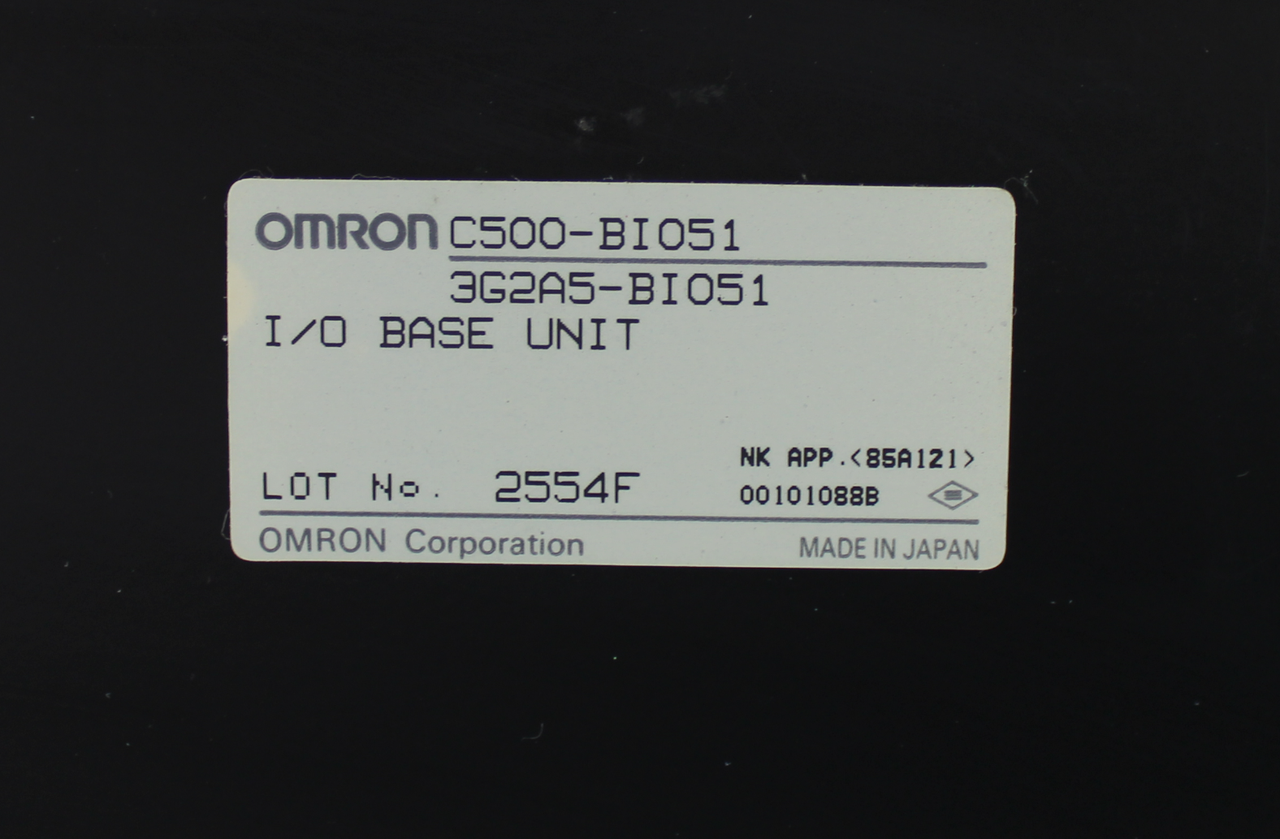 OMRON C500-BI051
3G2A5-BI051
I/O BASE UNIT
NK APP.<85A121>
LOT No. 2554F 00101088B
OMRON Corporation MADE IN JAPAN